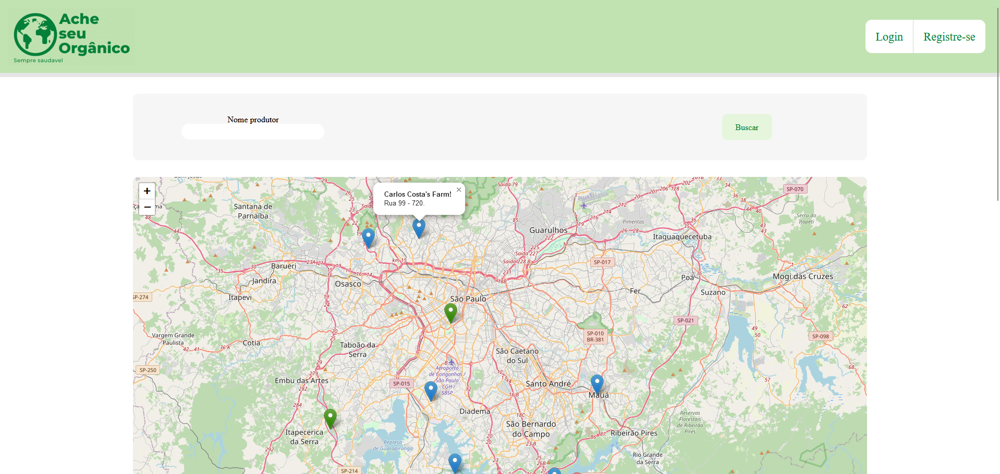 Ache
seu
Orgânico
Sempre saudavel
Login
Registre-se
Nome produtor
Buscar
+
−
Carlos Costa's Farm!
Rua 99 - 720.
×
Saída 79
SP-070
Santana de
Parnaíba
Guarulhos
Pimentas
Serra do
Itapeti
Itaquaquecetuba
Saída 227
Saída 228 B
km 15
SP-017
Barueri
Jandira
Osasco
Itapevi
SP-274
São Paulo
Fer
Poá
Suzano
Mogi das Cruzes
SP-021
SP-010
BR-381
SP-098
Vargem Grande
Paulista
Cotia
Taboão da
Serra
São Caetano
do Sul
SP-250
Embu das Artes
SP-015
Aeroporto
de Congonhas /
São Paulo
CGH /
SBSP
Santo André
Mauá
Diadema
São Bernardo
do Campo
Reservas
Florestais
de Ribeirão
Pires
Ribeirão Pires
Itapecerica
da Serra
Represa
de Guarapiranga
Rio Grande
da Serra
SP-214